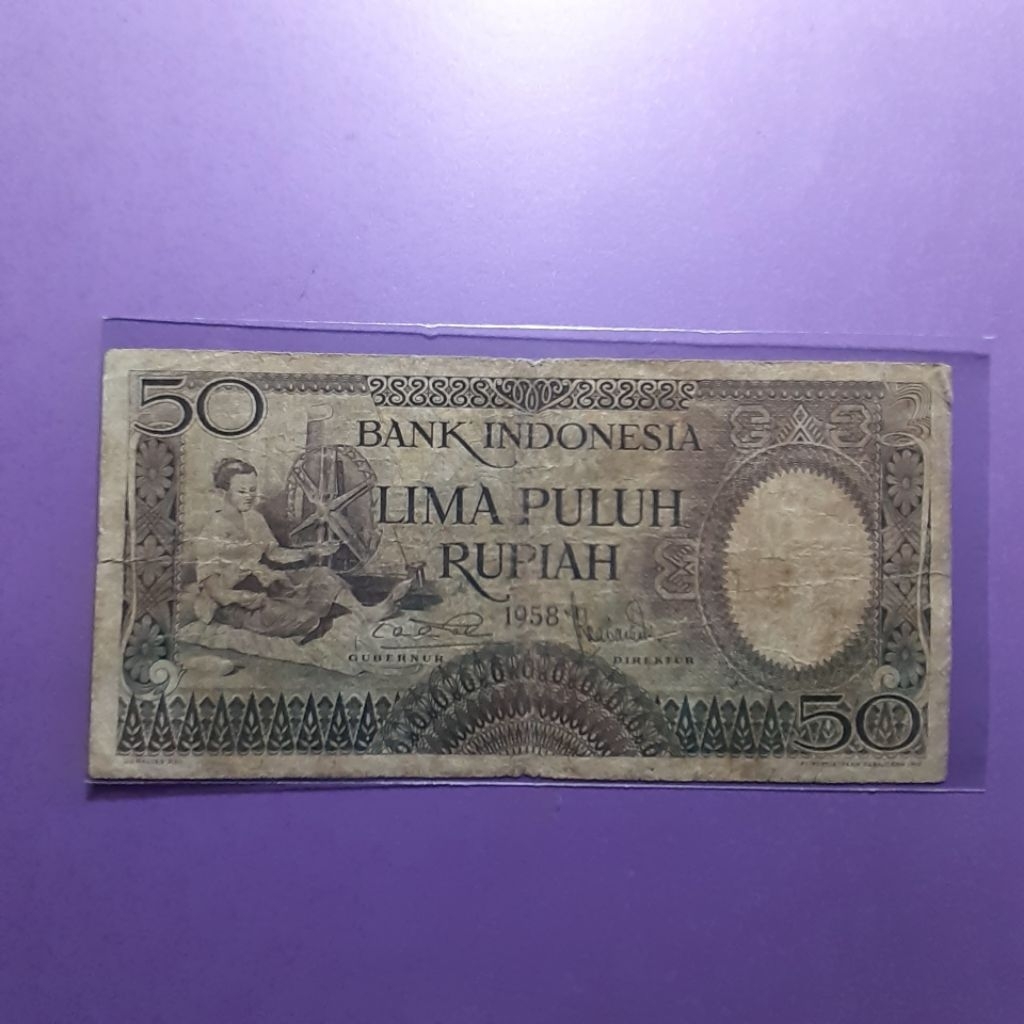 50
BANK INDONESIA
LIMA PULUH
RUPIAH
1958
GUBERNUR
DIREKTUR
50